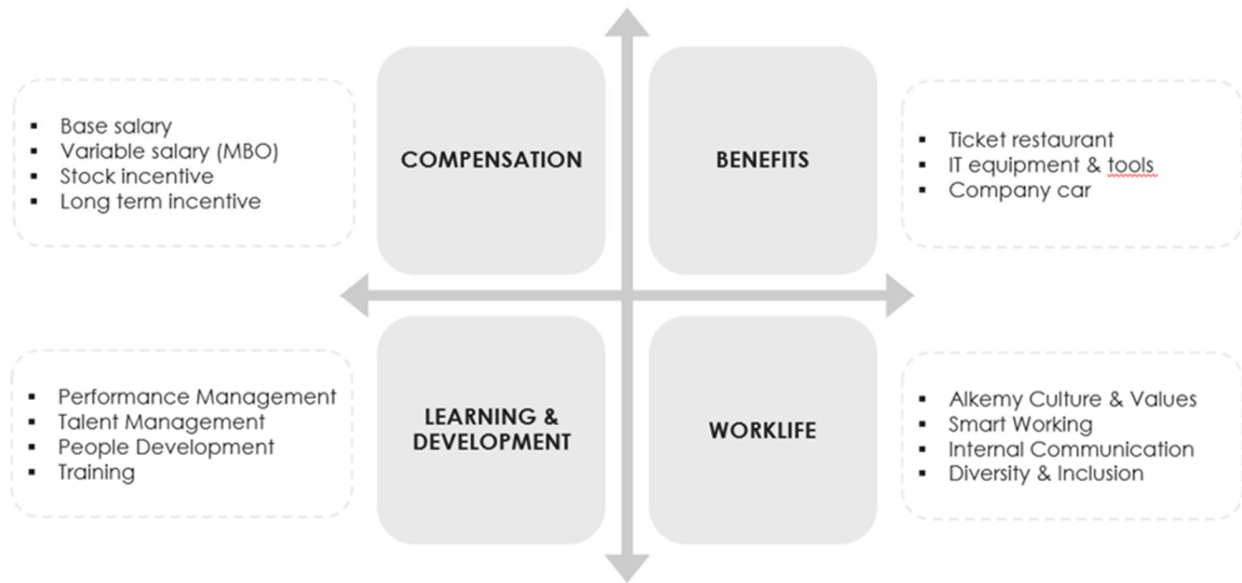 ▪ Base salary
▪ Variable salary (MBO)
▪ Stock incentive
▪ Long term incentive
COMPENSATION
BENEFITS
▪ Ticket restaurant
▪ IT equipment & tools
▪ Company car
▪ Performance Management
▪ Talent Management
▪ People Development
▪ Training
LEARNING &
DEVELOPMENT
WORKLIFE
▪ Alkemy Culture & Values
▪ Smart Working
▪ Internal Communication
▪ Diversity & Inclusion